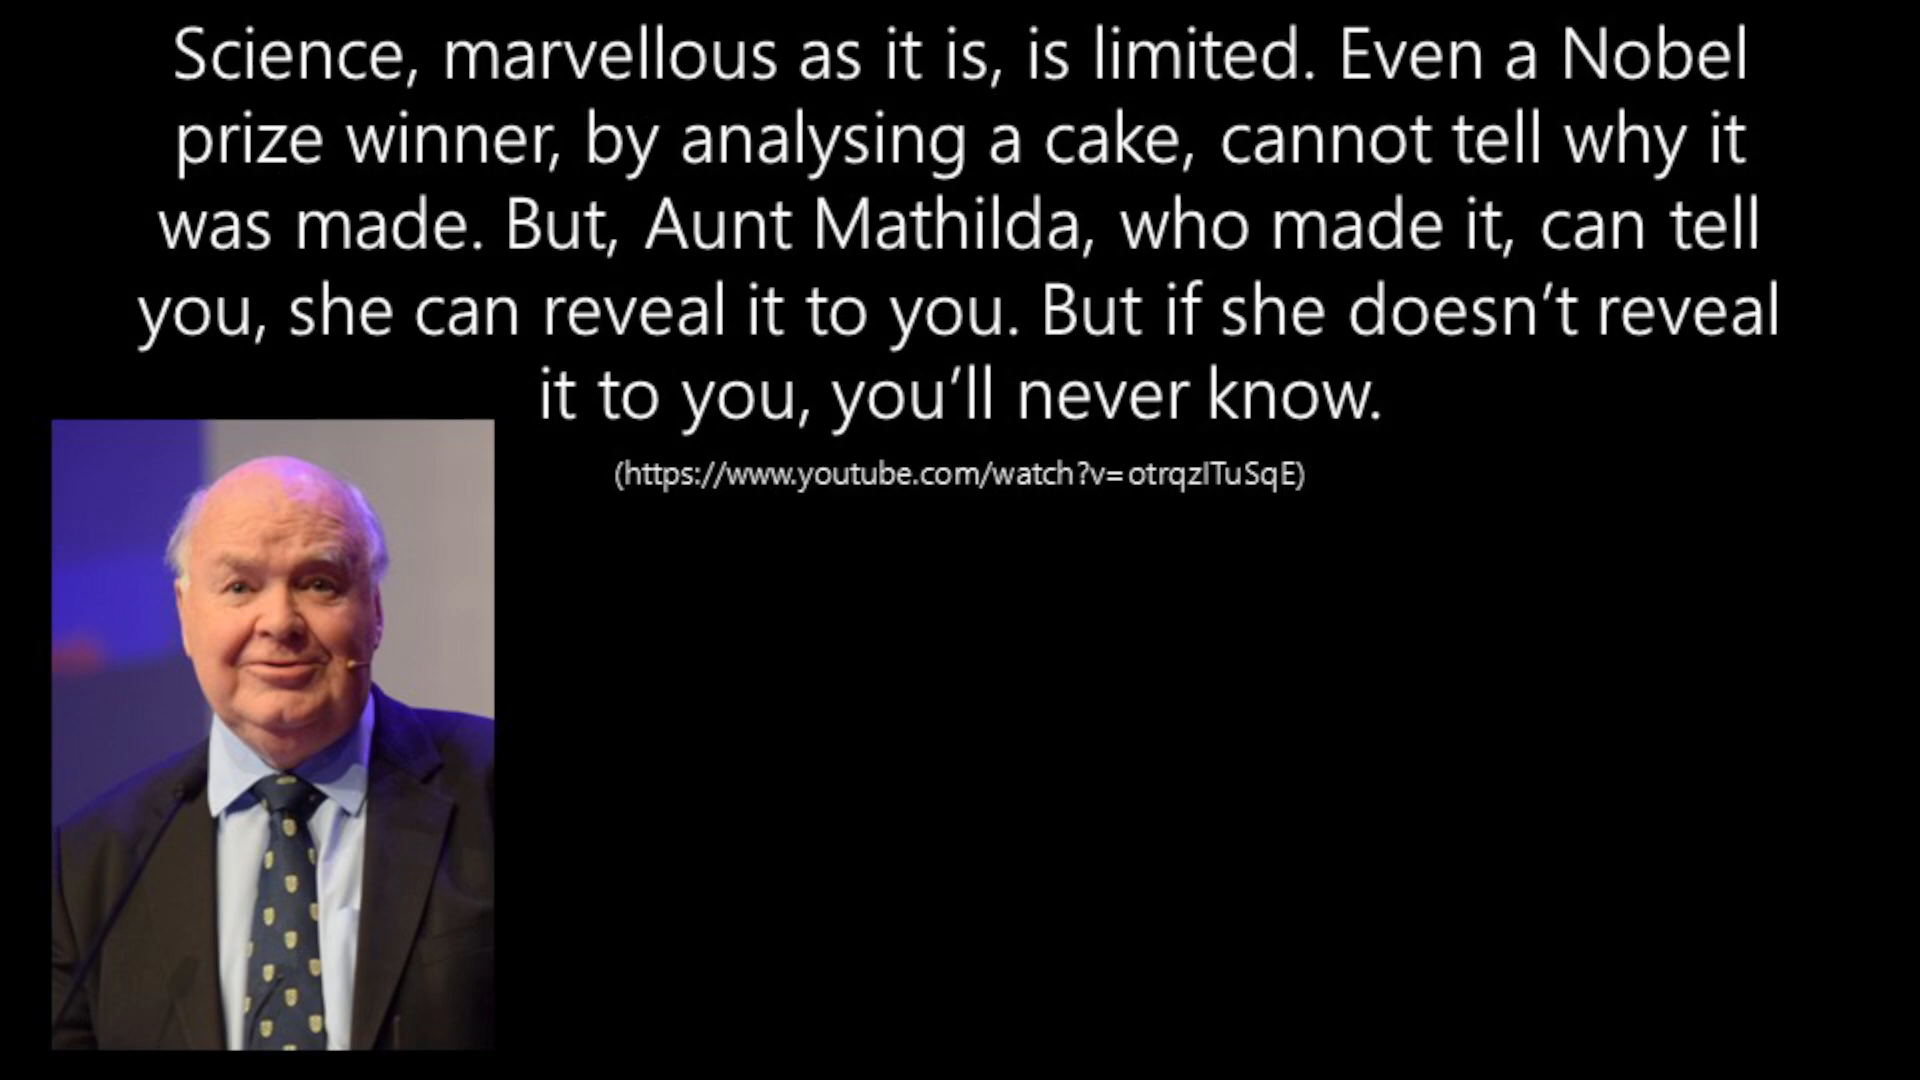 Science, marvellous as it is, is limited. Even a Nobel
prize winner, by analysing a cake, cannot tell why it
was made. But, Aunt Mathilda, who made it, can tell
you, she can reveal it to you. But if she doesn’t reveal
it to you, you’ll never know.
(https://www.youtube.com/watch?v=otrqzITuSqE)